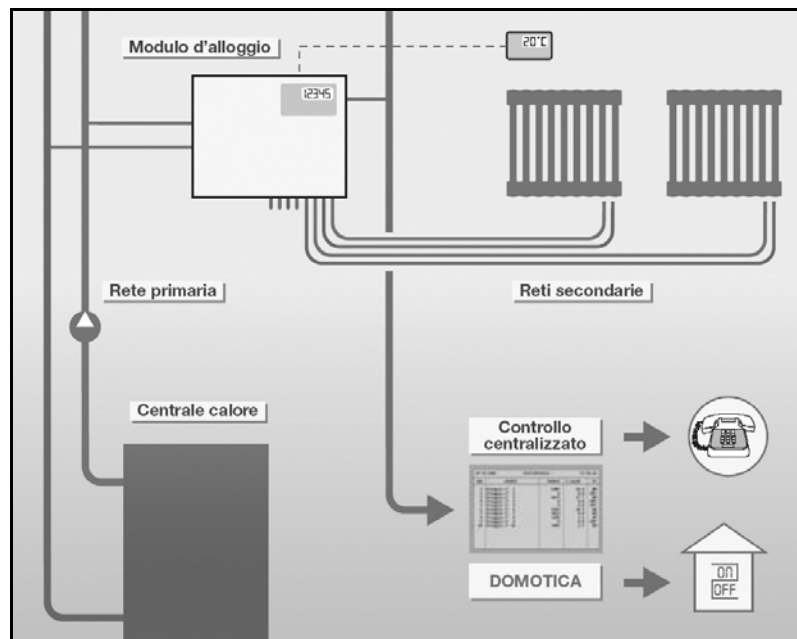 Modulo d'alloggio
20°C
12345
Rete primaria
Reti secondarie
Centrale calore
Controllo
centralizzato
DOMOTICA
ON
OFF